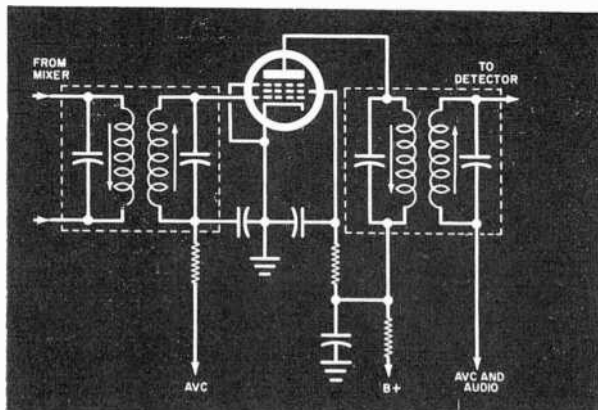 FROM
MIXER
TO
DETECTOR
AVC
B+
AVC AND
AUDIO